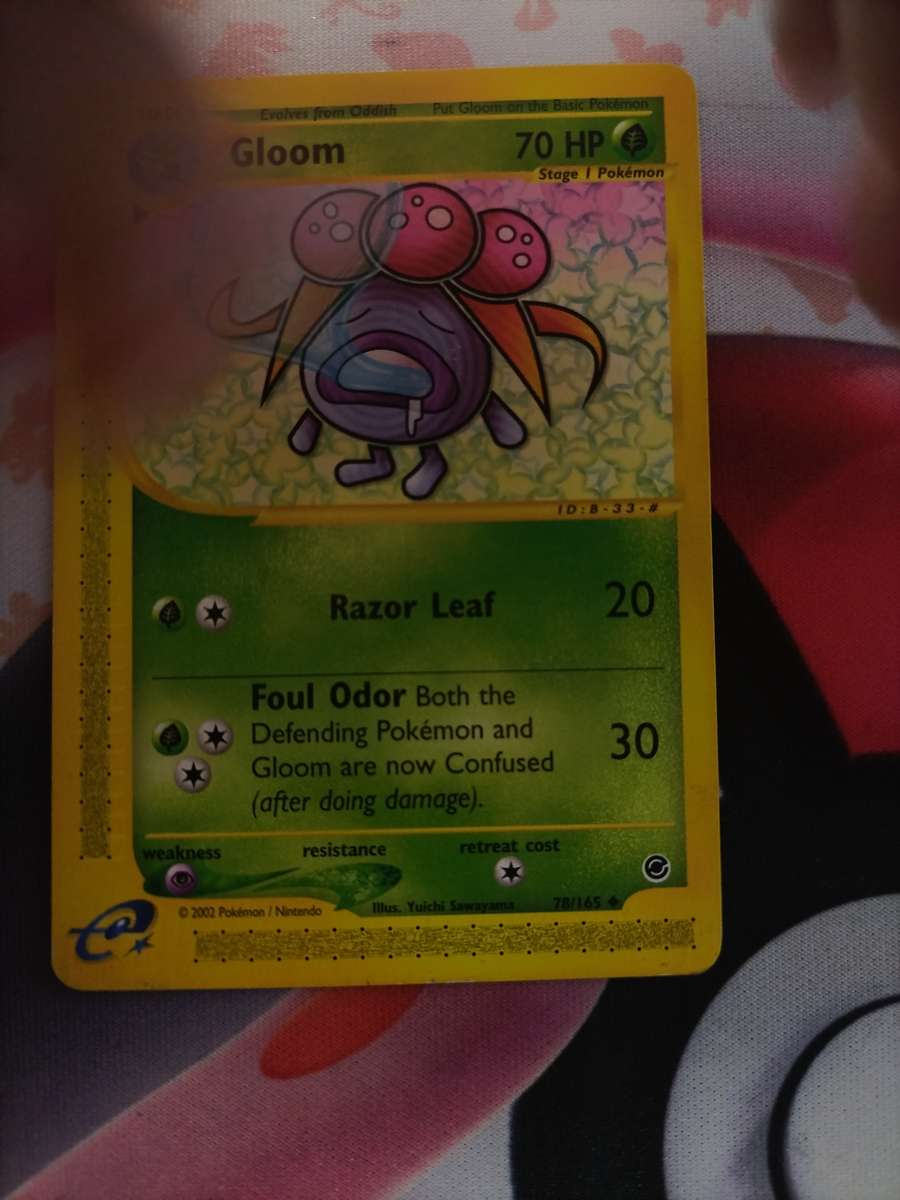 Evolves from Oddish Put Gloom on the Basic Pokémon
Gloom 70 HP
Stage 1 Pokémon
ID:B-33-#
Razor Leaf 20
Foul Odor Both the
Defending Pokémon and
Gloom are now Confused
(after doing damage).
30
weakness resistance retreat cost
© 2002 Pokémon / Nintendo Illus. Yuichi Sawayama 78/165
e